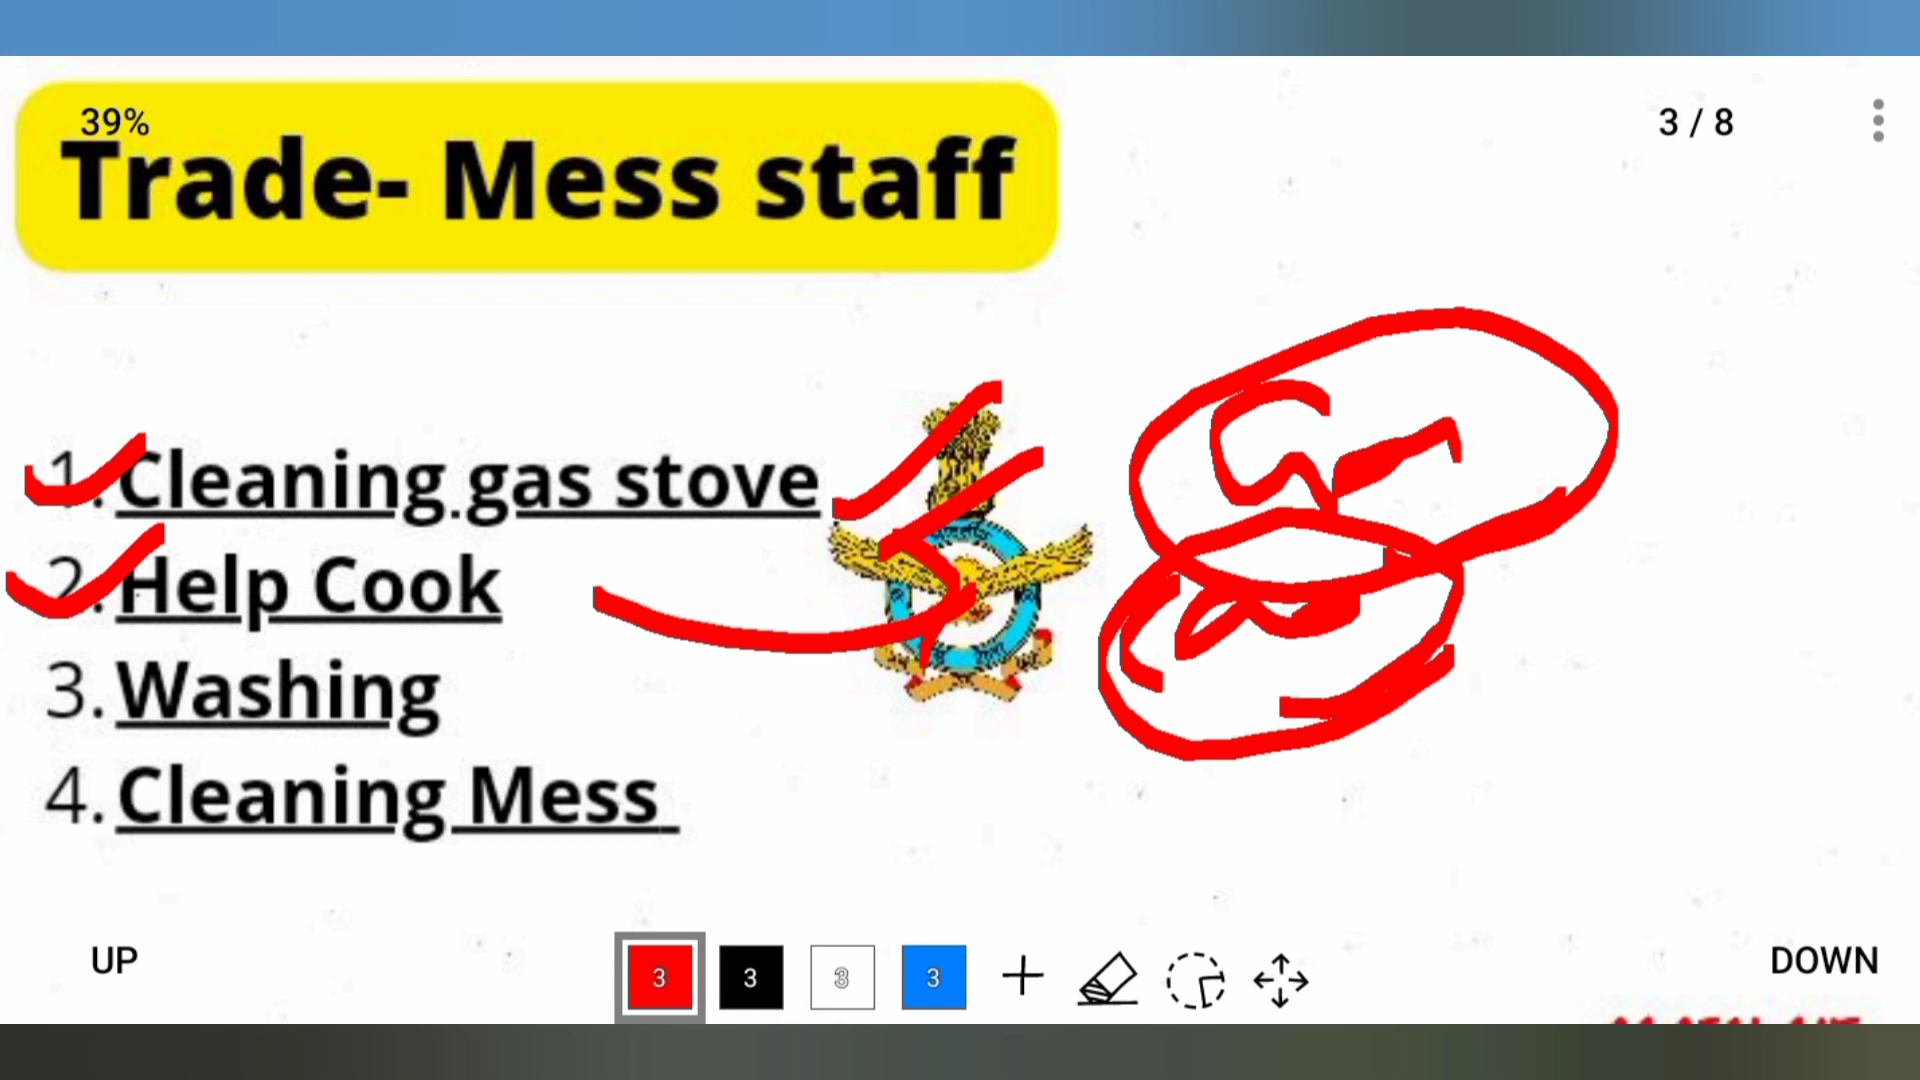 39%
3 / 8
Trade- Mess staff
1. Cleaning gas stove
2. Help Cook
3. Washing
4. Cleaning Mess
UP
3
3
3
3
DOWN